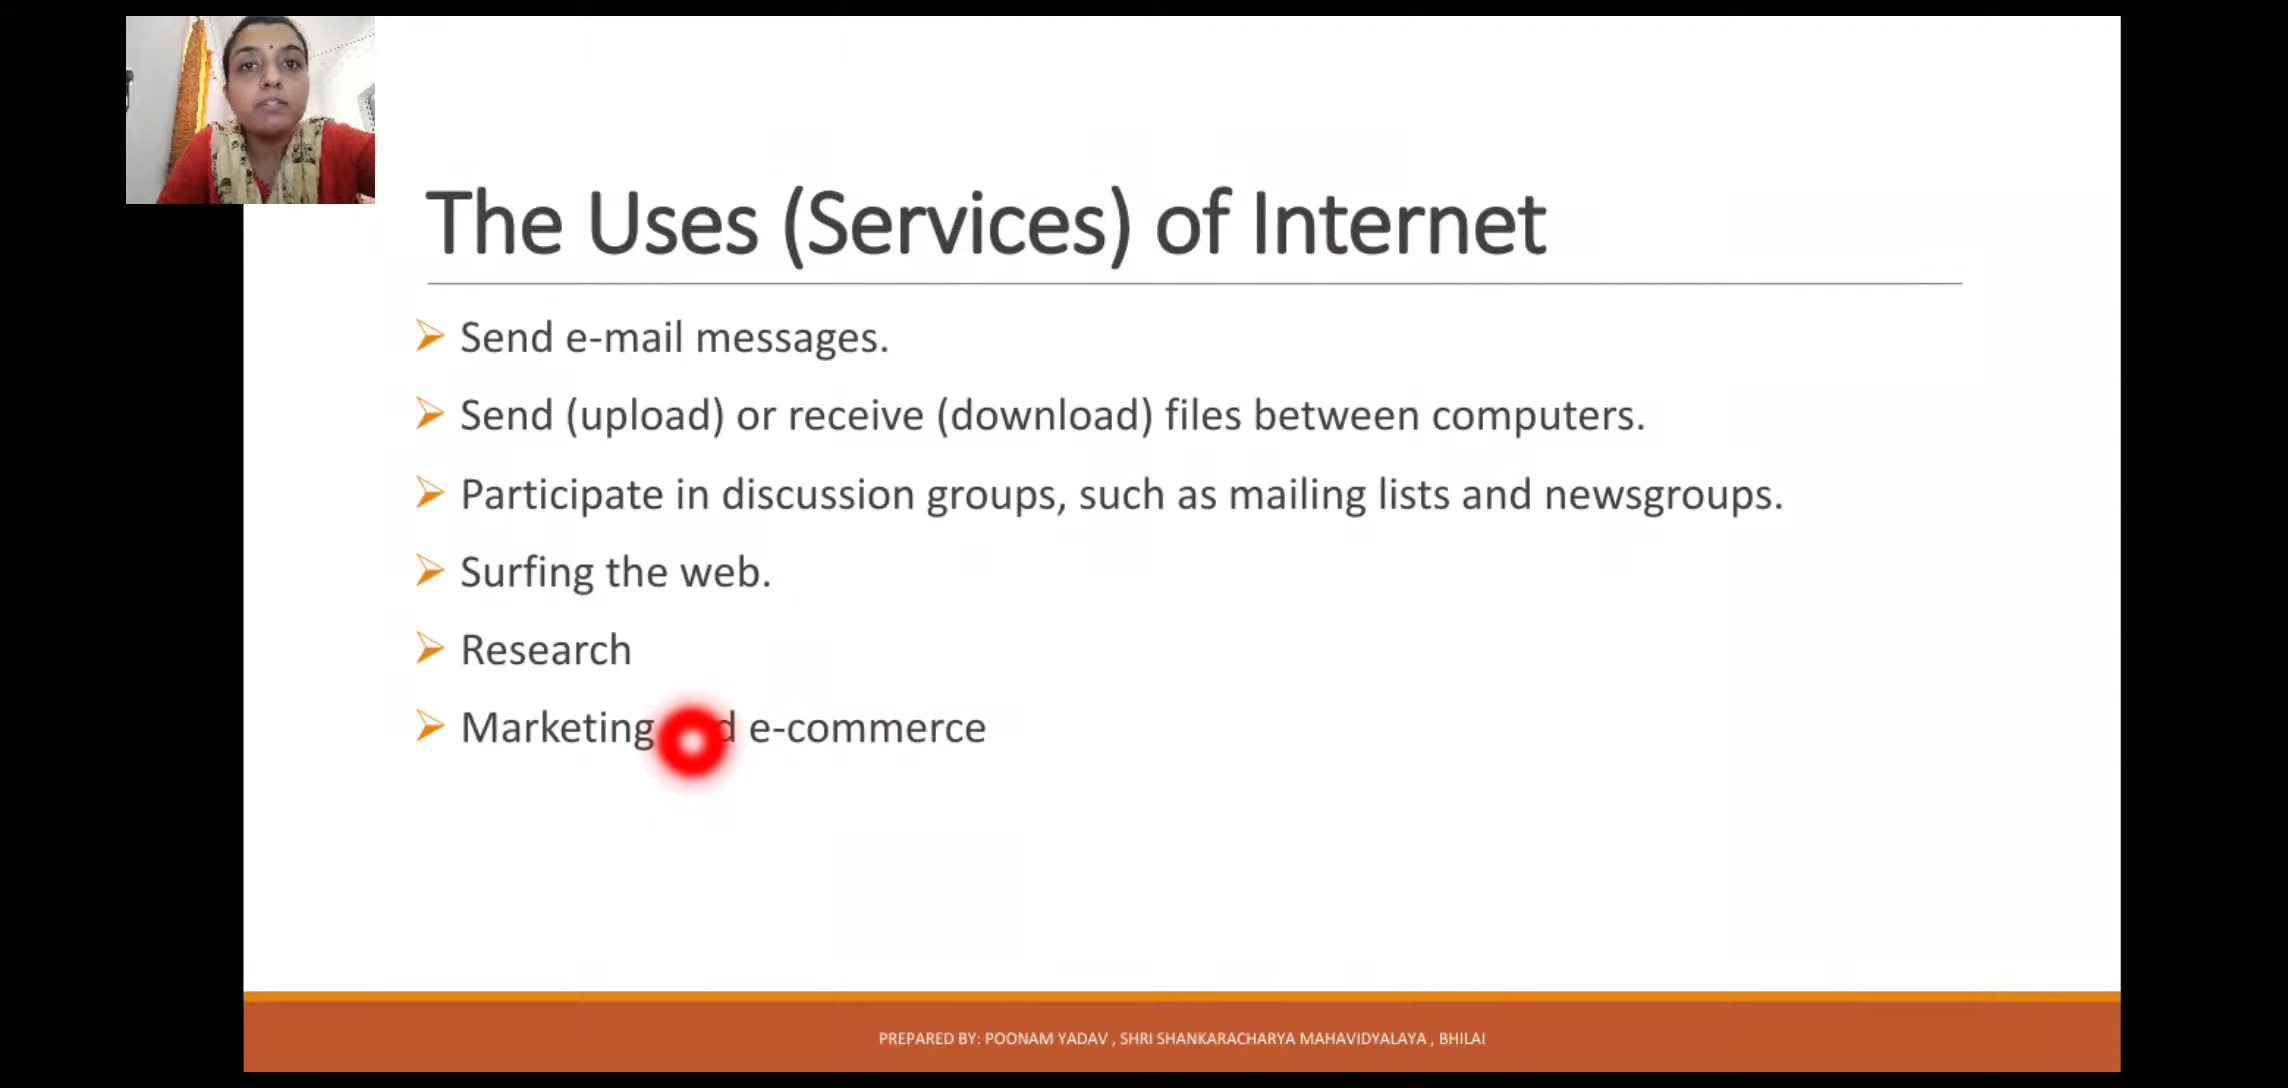 The Uses (Services) of Internet
Send e-mail messages.
Send (upload) or receive (download) files between computers.
Participate in discussion groups, such as mailing lists and newsgroups.
Surfing the web.
Research
Marketing e-commerce
PREPARED BY: POONAM YADAV , SHRI SHANKARACHARYA MAHAVIDYALAYA , BHILAI